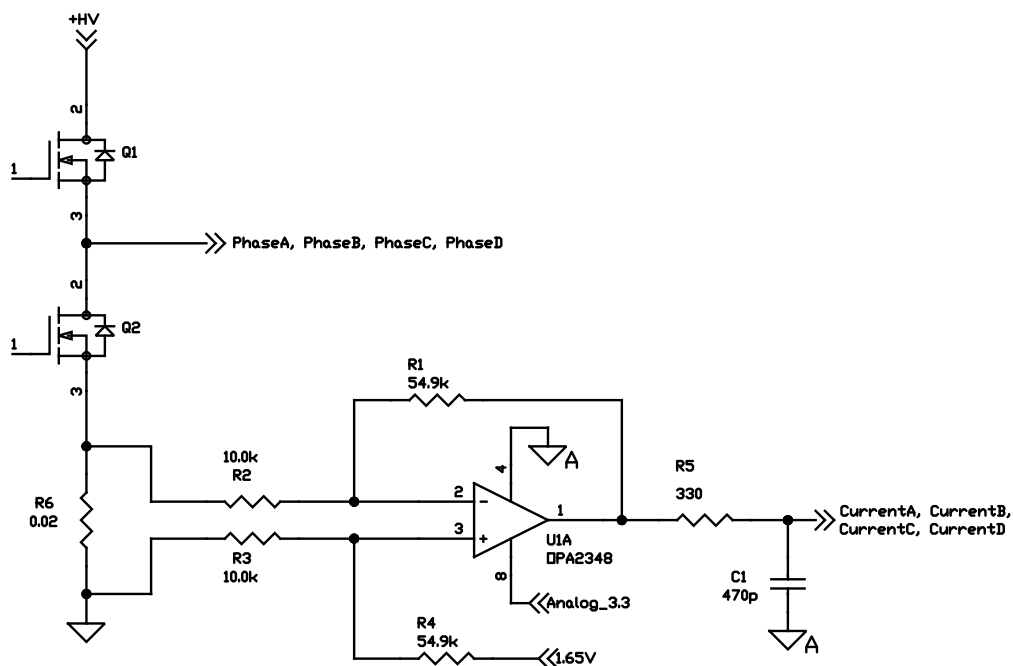 +HV
2
Q1
1
3
PhaseA, PhaseB, PhaseC, PhaseD
2
Q2
1
3
R1
54.9k
10.0k
R2
4
A
R5
330
R6
0.02
2
-
3
+
1
CurrentA, CurrentB,
CurrentC, CurrentD
U1A
OPA2348
R3
10.0k
8
Analog_3.3
C1
470p
R4
54.9k
A
1.65V